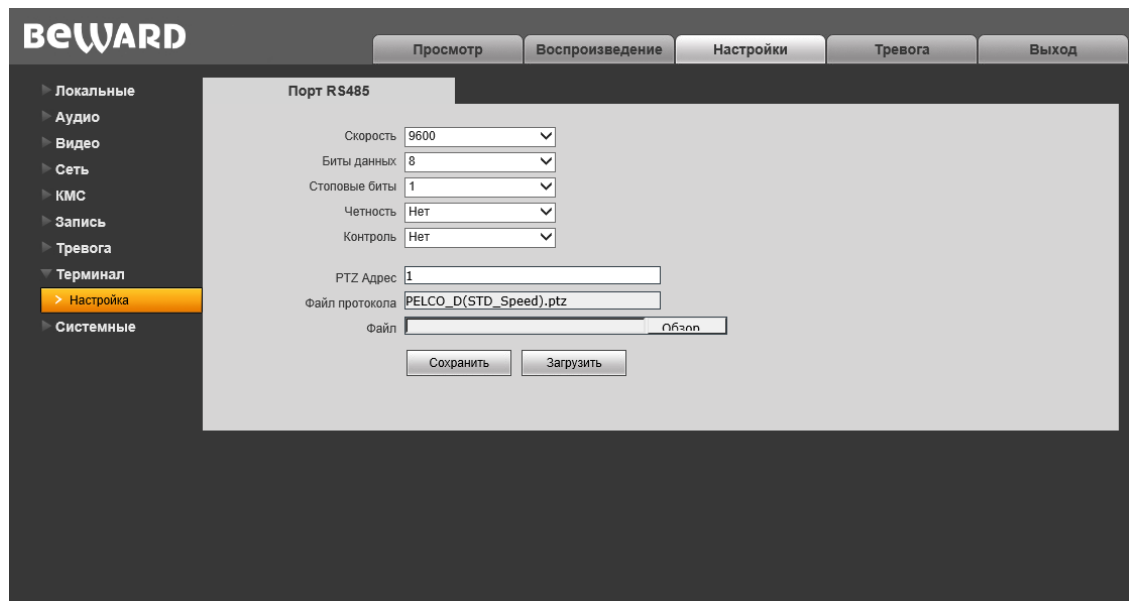 BEWARD
Просмотр Воспроизведение Настройки Тревога Выход
Локальные
Аудио
Видео
Сеть
КМС
Запись
Тревога
Терминал
> Настройка
Системные
Порт RS485
Скорость 9600
Биты данных 8
Стоповые биты 1
Четность Нет
Контроль Нет
PTZ Адрес 1
Файл протокола PELCO_D(STD_Speed).ptz
Файл Обзор
Сохранить Загрузить